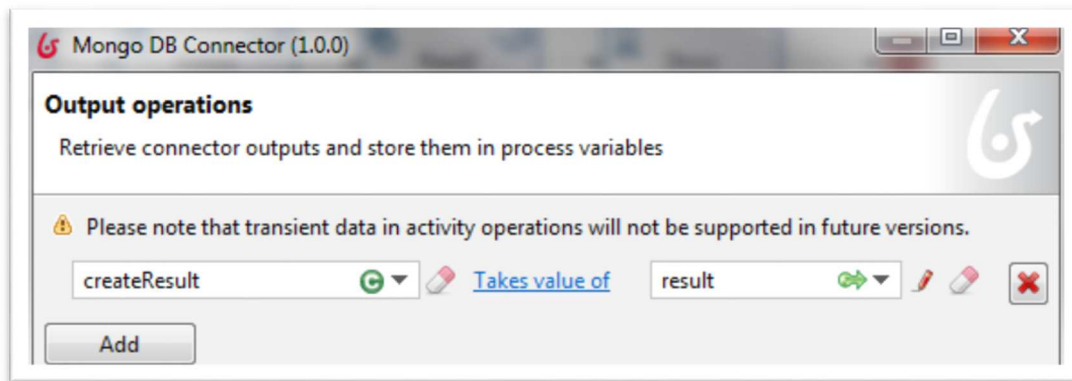 Mongo DB Connector (1.0.0)
Output operations
Retrieve connector outputs and store them in process variables
Please note that transient data in activity operations will not be supported in future versions.
createResult C Takes value of result
Add